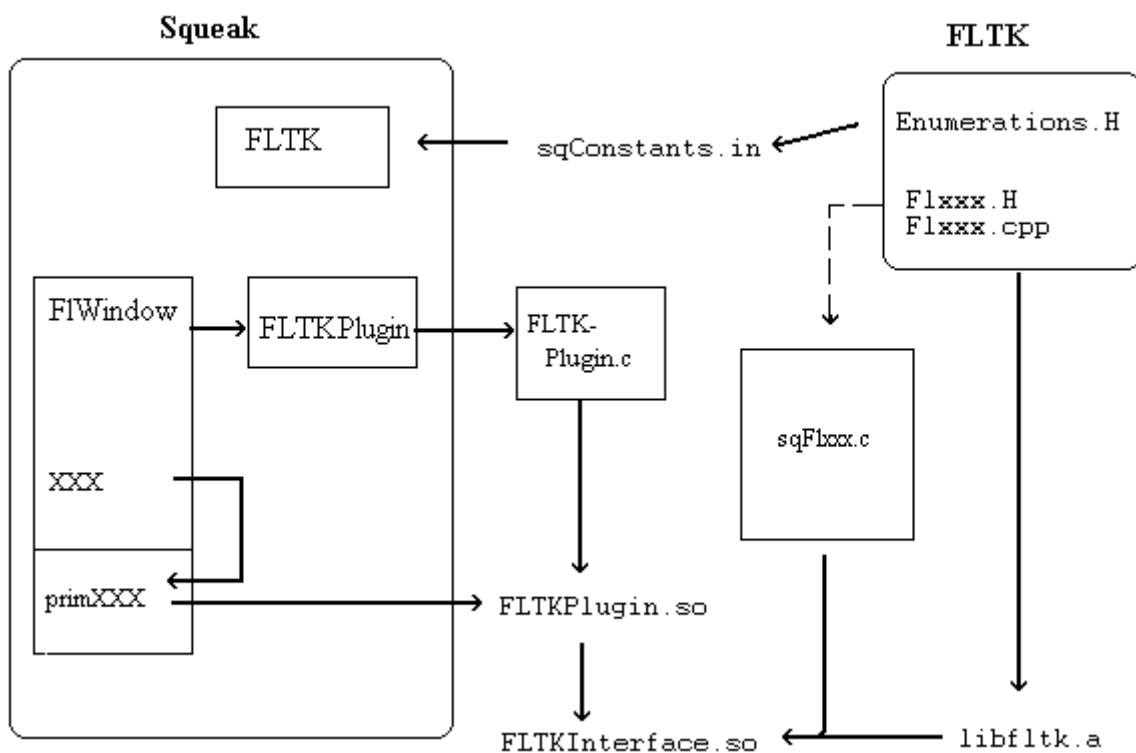 Squeak
FLTK
FLTK
sqConstants.in
Enumerations.H
Flxxx.H
Flxxx.cpp
FlWindow
FLTKPlugin
FLTK-
Plugin.c
sqFlxxx.c
XXX
primXXX
FLTKPlugin.so
FLTKInterface.so
libfltk.a